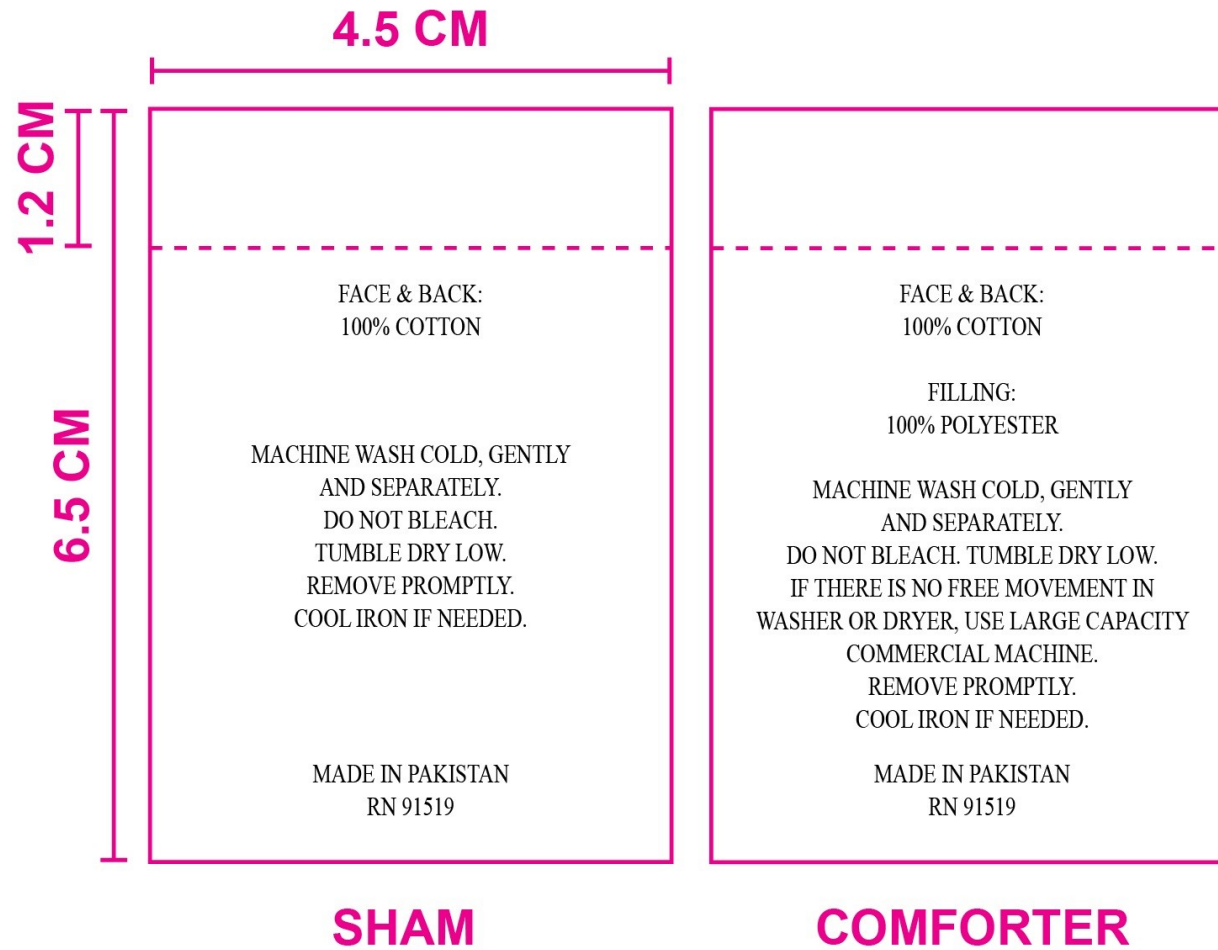 4.5 CM
1.2 CM
6.5 CM
FACE & BACK:
100% COTTON
MACHINE WASH COLD, GENTLY
AND SEPARATELY.
DO NOT BLEACH.
TUMBLE DRY LOW.
REMOVE PROMPTLY.
COOL IRON IF NEEDED.
MADE IN PAKISTAN
RN 91519
SHAM
FACE & BACK:
100% COTTON
FILLING:
100% POLYESTER
MACHINE WASH COLD, GENTLY
AND SEPARATELY.
DO NOT BLEACH. TUMBLE DRY LOW.
IF THERE IS NO FREE MOVEMENT IN
WASHER OR DRYER, USE LARGE CAPACITY
COMMERCIAL MACHINE.
REMOVE PROMPTLY.
COOL IRON IF NEEDED.
MADE IN PAKISTAN
RN 91519
COMFORTER